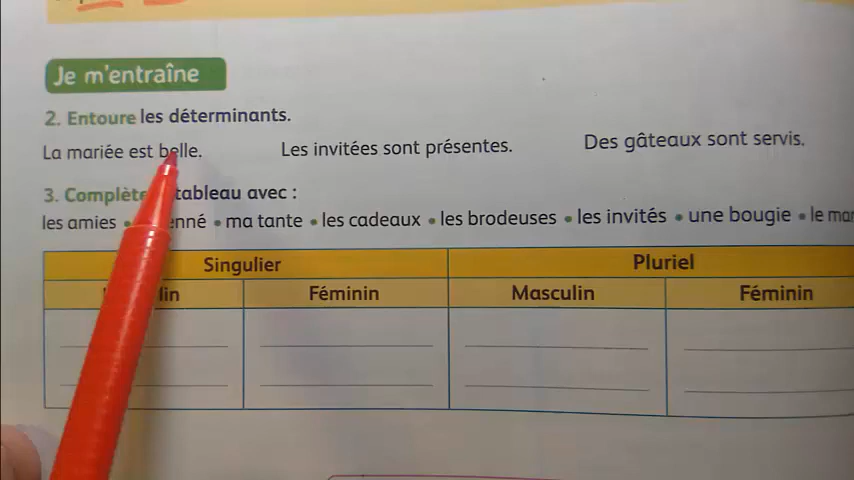 Je m'entraîne
2. Entoure les déterminants.
La mariée est belle. Les invitées sont présentes. Des gâteaux sont servis.
3. Complète tableau avec :
les amies • • ma tante • les cadeaux • les brodeuses • les invités • une bougie • le
Singulier Pluriel
Féminin Masculin Féminin